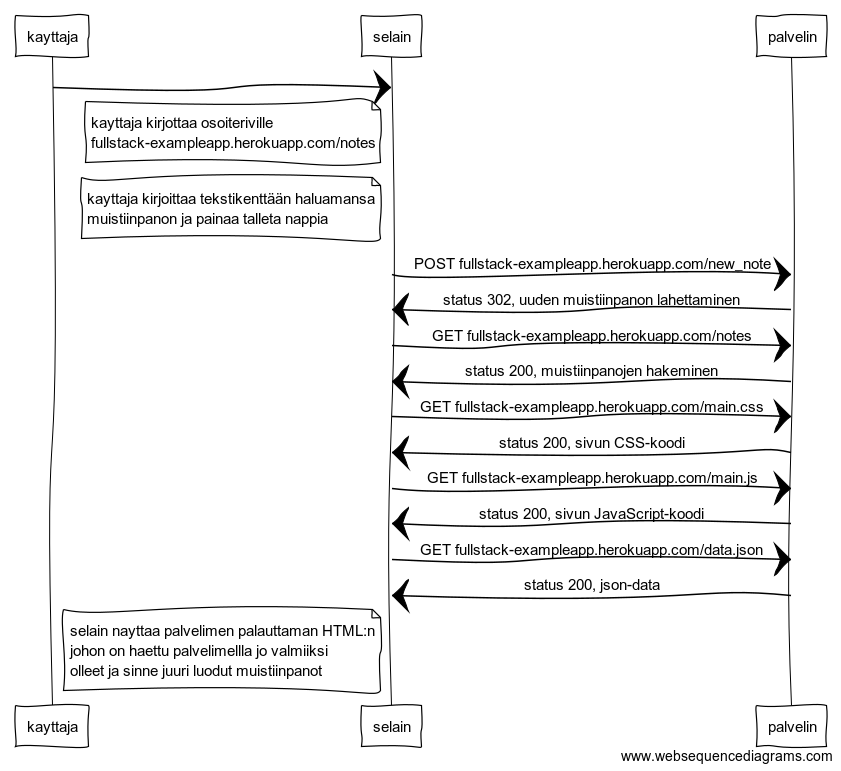 kayttaja
selain
palvelin
kayttaja kirjottaa osoiteriville
fullstack-exampleapp.herokuapp.com/notes
kayttaja kirjoittaa tekstikenttään haluamansa
muistiinpanon ja painaa talleta nappia
POST fullstack-exampleapp.herokuapp.com/new_note
status 302, uuden muistiinpanon lahettaminen
GET fullstack-exampleapp.herokuapp.com/notes
status 200, muistiinpanojen hakeminen
GET fullstack-exampleapp.herokuapp.com/main.css
status 200, sivun CSS-koodi
GET fullstack-exampleapp.herokuapp.com/main.js
status 200, sivun JavaScript-koodi
GET fullstack-exampleapp.herokuapp.com/data.json
status 200, json-data
selain nayttaa palvelimen palauttaman HTML:n
johon on haettu palvelimellla jo valmiiksi
olleet ja sinne juuri luodut muistiinpanot
kayttaja
selain
palvelin
www.websequencediagrams.com